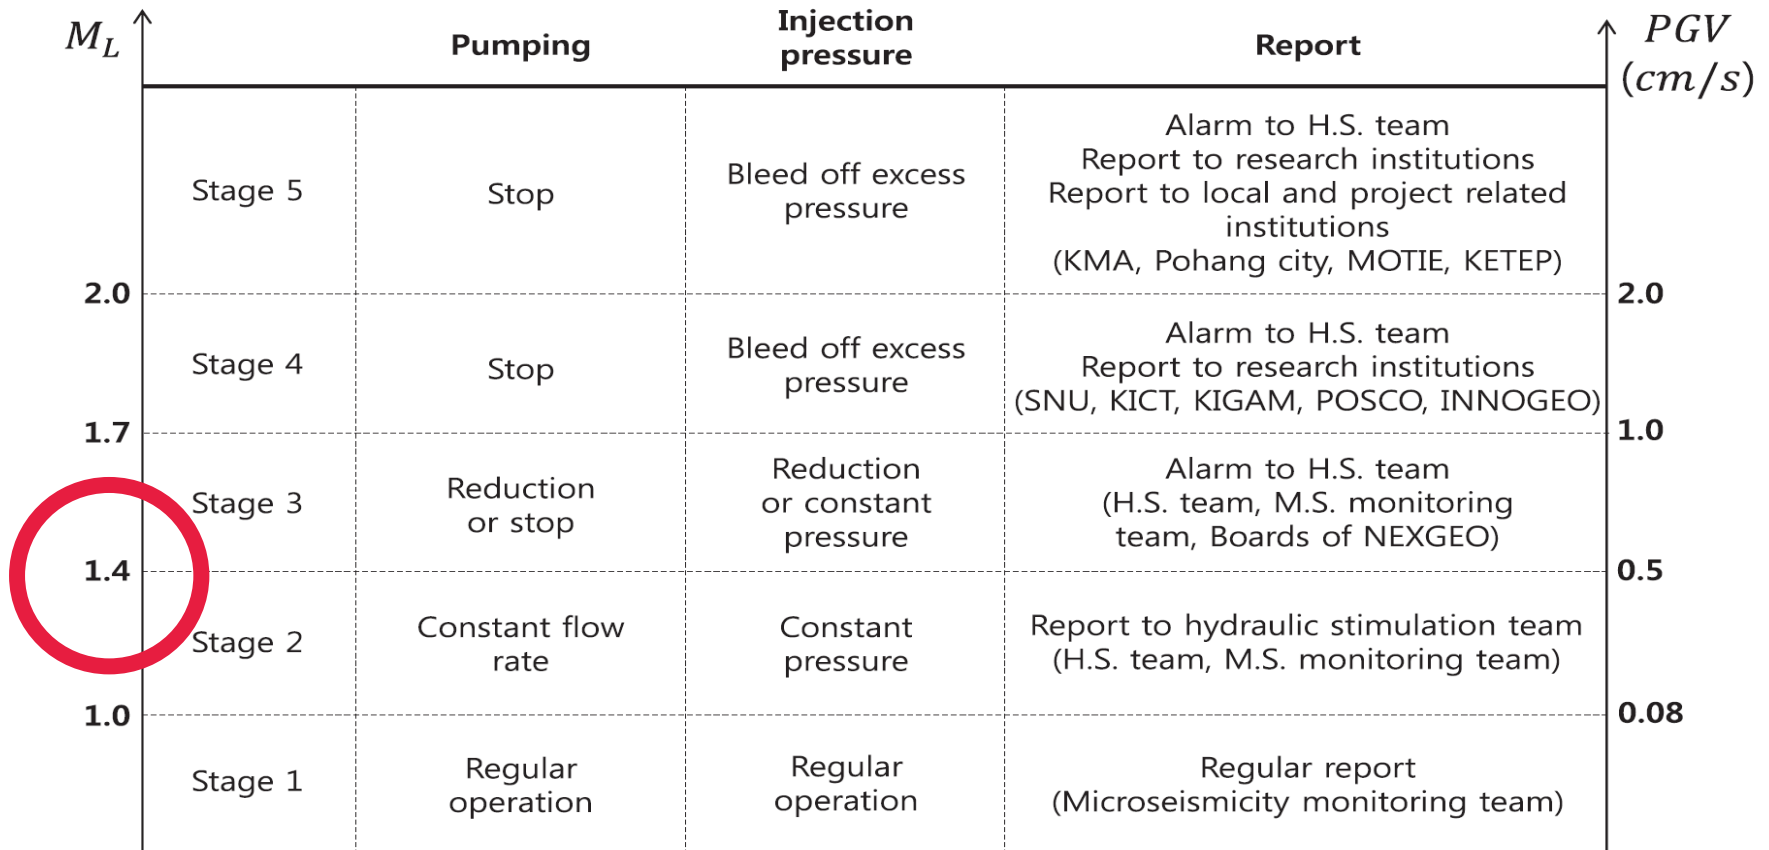 M_L
Pumping
Injection
pressure
Report
PGV
(cm/s)
Stage 5
Stop
Bleed off excess
pressure
Alarm to H.S. team
Report to research institutions
Report to local and project related
institutions
(KMA, Pohang city, MOTIE, KETEP)
2.0
2.0
Stage 4
Stop
Bleed off excess
pressure
Alarm to H.S. team
Report to research institutions
(SNU, KICT, KIGAM, POSCO, INNOGEO)
1.7
1.0
Stage 3
Reduction
or stop
Reduction
or constant
pressure
Alarm to H.S. team
(H.S. team, M.S. monitoring
team, Boards of NEXGEO)
1.4
0.5
Stage 2
Constant flow
rate
Constant
pressure
Report to hydraulic stimulation team
(H.S. team, M.S. monitoring team)
1.0
0.08
Stage 1
Regular
operation
Regular
operation
Regular report
(Microseismicity monitoring team)